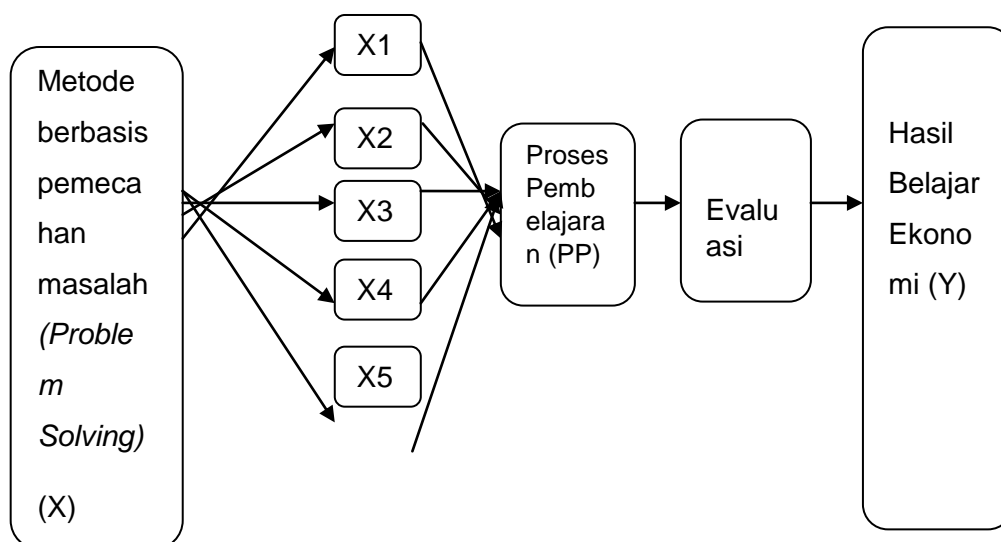 Metode
berbasis
pemeca
han
masalah
(Proble
m
Solving)
(X)
X1
X2
X3
X4
X5
Proses
Pemb
elajara
n (PP)
Evalu
asi
Hasil
Belajar
Ekono
mi (Y)